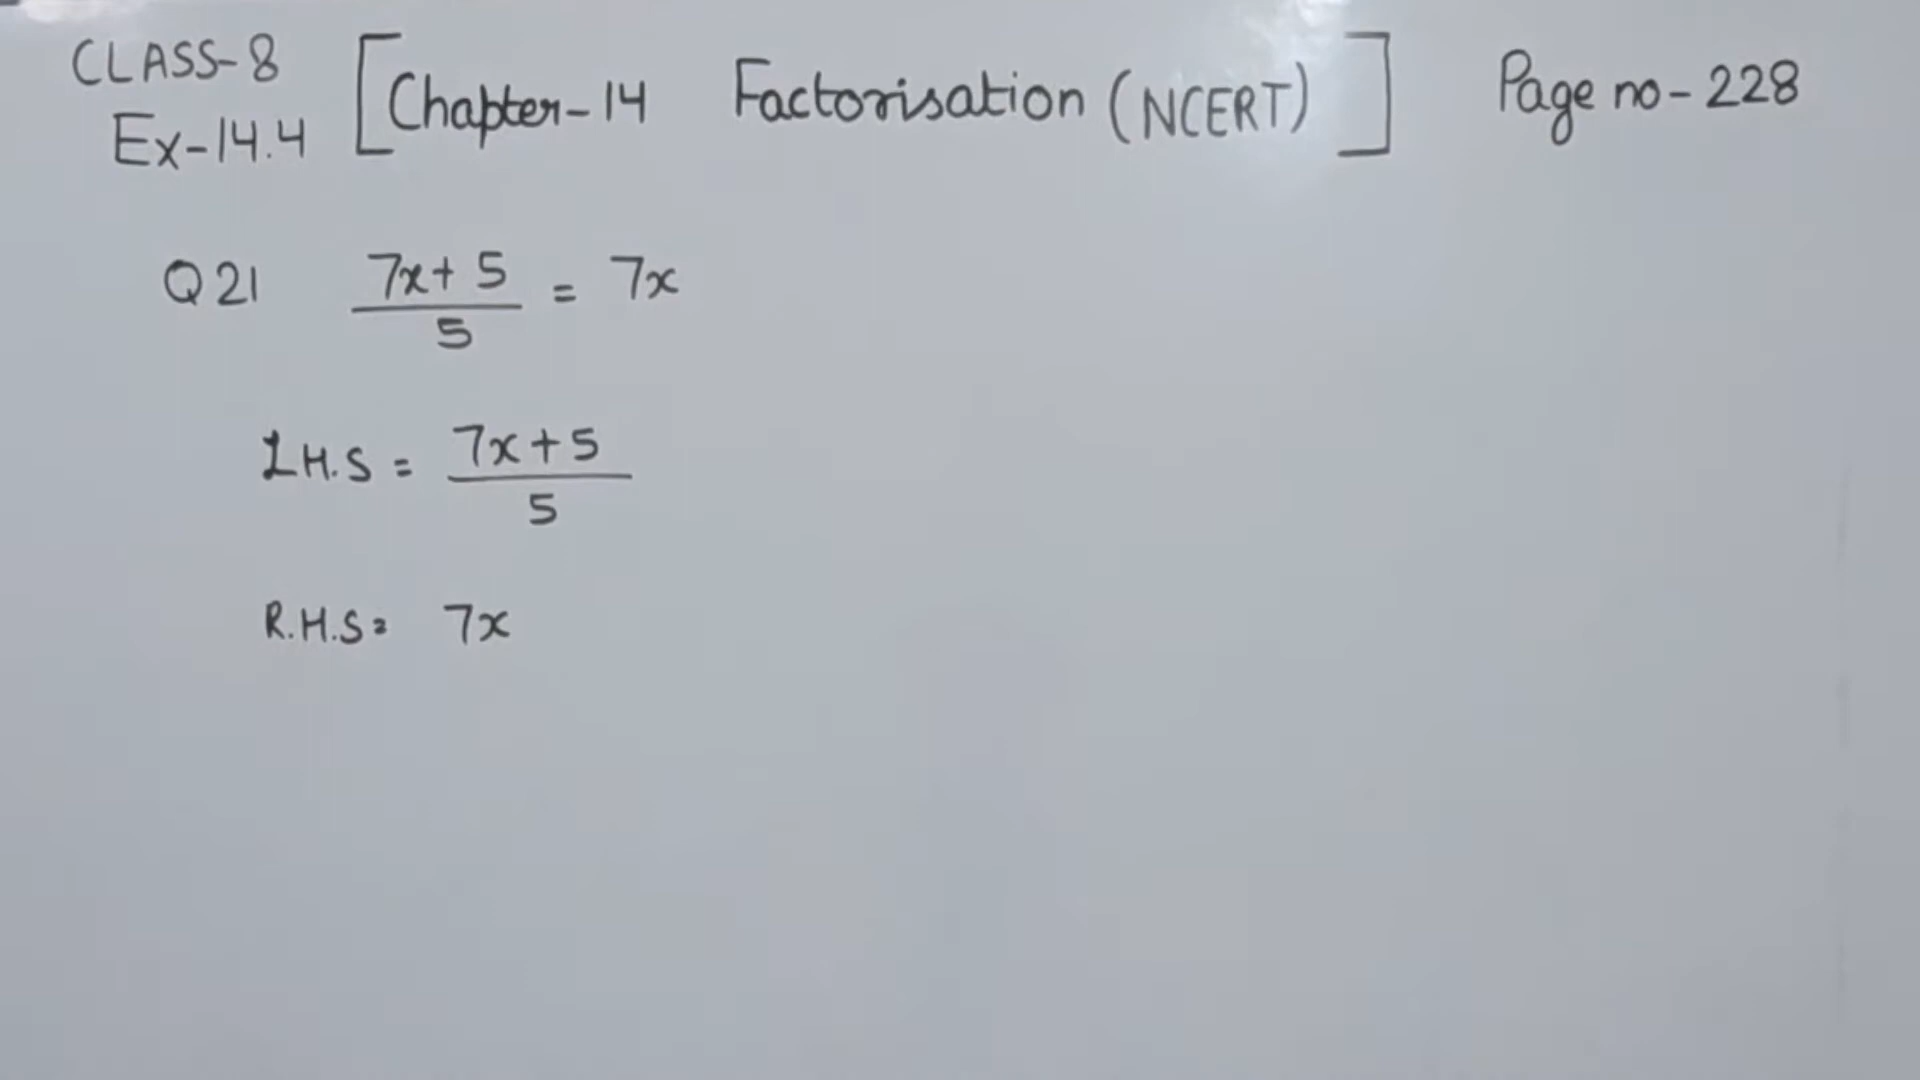 CLASS-8 [Chapter-14 Factorisation (NCERT)] Page no-228
Ex-14.4
Q21 7x+5/5 = 7x
L.H.S = 7x+5/5
R.H.S = 7x